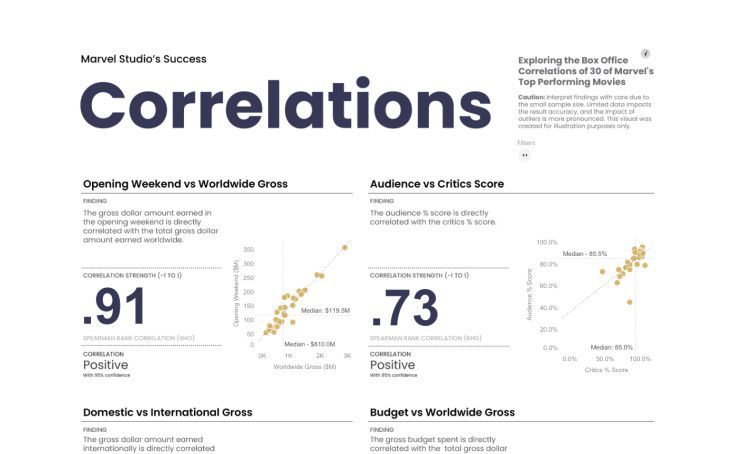 Marvel Studio's Success
Correlations
i
Exploring the Box Office
Correlations of 30 of Marvel's
Top Performing Movies
Caution: Interpret findings with care due to
the small sample size. Limited data impacts
the result accuracy, and the impact of
outliers is more pronounced. This visual was
created for illustration purposes only.
Filters
Opening Weekend vs Worldwide Gross
FINDING
The gross dollar amount earned in
the opening weekend is directly
correlated with the total gross dollar
amount earned worldwide.
CORRELATION STRENGTH (-1 TO 1)
.91
SPEARMAN RANK CORRELATION (RHO)
CORRELATION
Positive
With 95% confidence
Opening Weekend ($M)
350
300
250
200
150
100
50
0
Median: $119.5M
Median - $810.0M
0K
1K
2K
3K
Worldwide Gross ($M)
Audience vs Critics Score
FINDING
The audience % score is directly
correlated with the critics % score.
CORRELATION STRENGTH (-1 TO 1)
.73
SPEARMAN RANK CORRELATION (RHO)
CORRELATION
Positive
With 95% confidence
Audience % Score
100.0%
80.0%
60.0%
40.0%
20.0%
0.0%
Median - 85.5%
Median: 85.0%
0.0%
50.0%
100.0%
Critics % Score
Domestic vs International Gross
FINDING
The gross dollar amount earned
internationally is directly correlated
Budget vs Worldwide Gross
FINDING
The gross budget spent is directly
correlated with the total gross dollar